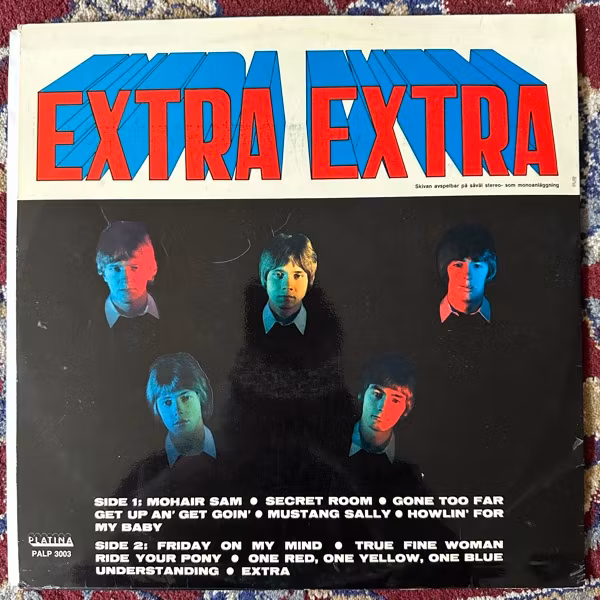 EXTRA EXTRA
Skivan avspelbar på såväl stereo- som monoanläggning
SIDE 1: MOHAIR SAM ● SECRET ROOM ● GONE TOO FAR
GET UP AN' GET GOIN' ● MUSTANG SALLY ● HOWLIN' FOR
MY BABY
SIDE 2: FRIDAY ON MY MIND ● TRUE FINE WOMAN
RIDE YOUR PONY ● ONE RED, ONE YELLOW, ONE BLUE
UNDERSTANDING ● EXTRA
PLATINA
PALP 3003